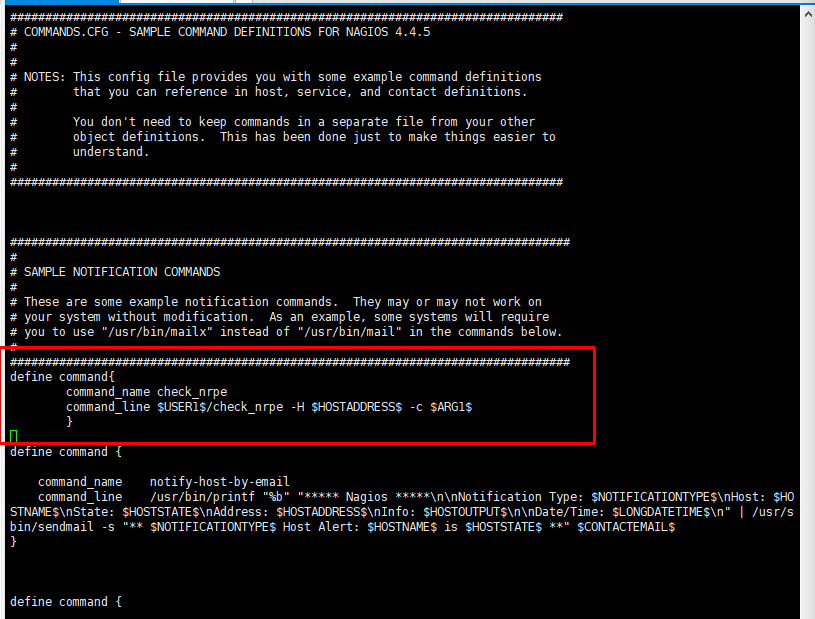 ###############################################################################
# COMMANDS.CFG - SAMPLE COMMAND DEFINITIONS FOR NAGIOS 4.4.5
#
#
# NOTES: This config file provides you with some example command definitions
#        that you can reference in host, service, and contact definitions.
#
#        You don't need to keep commands in a separate file from your other
#        object definitions.  This has been done just to make things easier to
#        understand.
#
###############################################################################
################################################################################
#
# SAMPLE NOTIFICATION COMMANDS
#
# These are some example notification commands.  They may or may not work on
# your system without modification.  As an example, some systems will require
# you to use "/usr/bin/mailx" instead of "/usr/bin/mail" in the commands below.
#
################################################################################
define command{
        command_name check_nrpe
        command_line $USER1$/check_nrpe -H $HOSTADDRESS$ -c $ARG1$
        }
define command {
    command_name    notify-host-by-email
    command_line    /usr/bin/printf "%b" "***** Nagios *****\n\nNotification Type: $NOTIFICATIONTYPE$\nHost: $HO
STNAME$\nState: $HOSTSTATE$\nAddress: $HOSTADDRESS$\nInfo: $HOSTOUTPUT$\n\nDate/Time: $LONGDATETIME$\n" | /usr/s
bin/sendmail -s "** $NOTIFICATIONTYPE$ Host Alert: $HOSTNAME$ is $HOSTSTATE$ **" $CONTACTEMAIL$
}
define command {